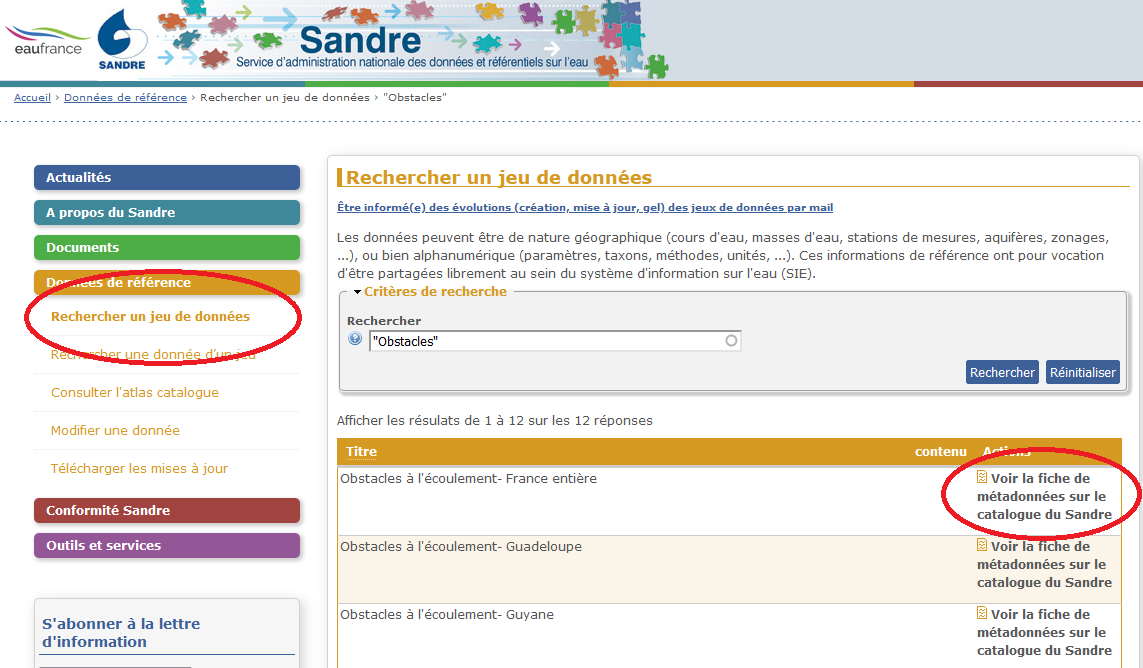 eaufrance
SANDRE
Sandre
Service d'administration nationale des données et référentiels sur l'eau
Accueil › Données de référence › Rechercher un jeu de données › "Obstacles"
Actualités
A propos du Sandre
Documents
Données de référence
Rechercher un jeu de données
Rechercher une donnée d'un jeu
Consulter l'atlas catalogue
Modifier une donnée
Télécharger les mises à jour
Conformité Sandre
Outils et services
S'abonner à la lettre
d'information
Rechercher un jeu de données
Être informé(e) des évolutions (création, mise à jour, gel) des jeux de données par mail
Les données peuvent être de nature géographique (cours d'eau, masses d'eau, stations de mesures, aquifères, zonages,
...), ou bien alphanumérique (paramètres, taxons, méthodes, unités, ...). Ces informations de référence ont pour vocation
d'être partagées librement au sein du système d'information sur l'eau (SIE).
Critères de recherche
Rechercher
"Obstacles"
Rechercher Réinitialiser
Afficher les résulats de 1 à 12 sur les 12 réponses
Titre contenu Actions
Obstacles à l'écoulement- France entière Voir la fiche de
métadonnées sur le
catalogue du Sandre
Obstacles à l'écoulement- Guadeloupe Voir la fiche de
métadonnées sur le
catalogue du Sandre
Obstacles à l'écoulement- Guyane Voir la fiche de
métadonnées sur le
catalogue du Sandre